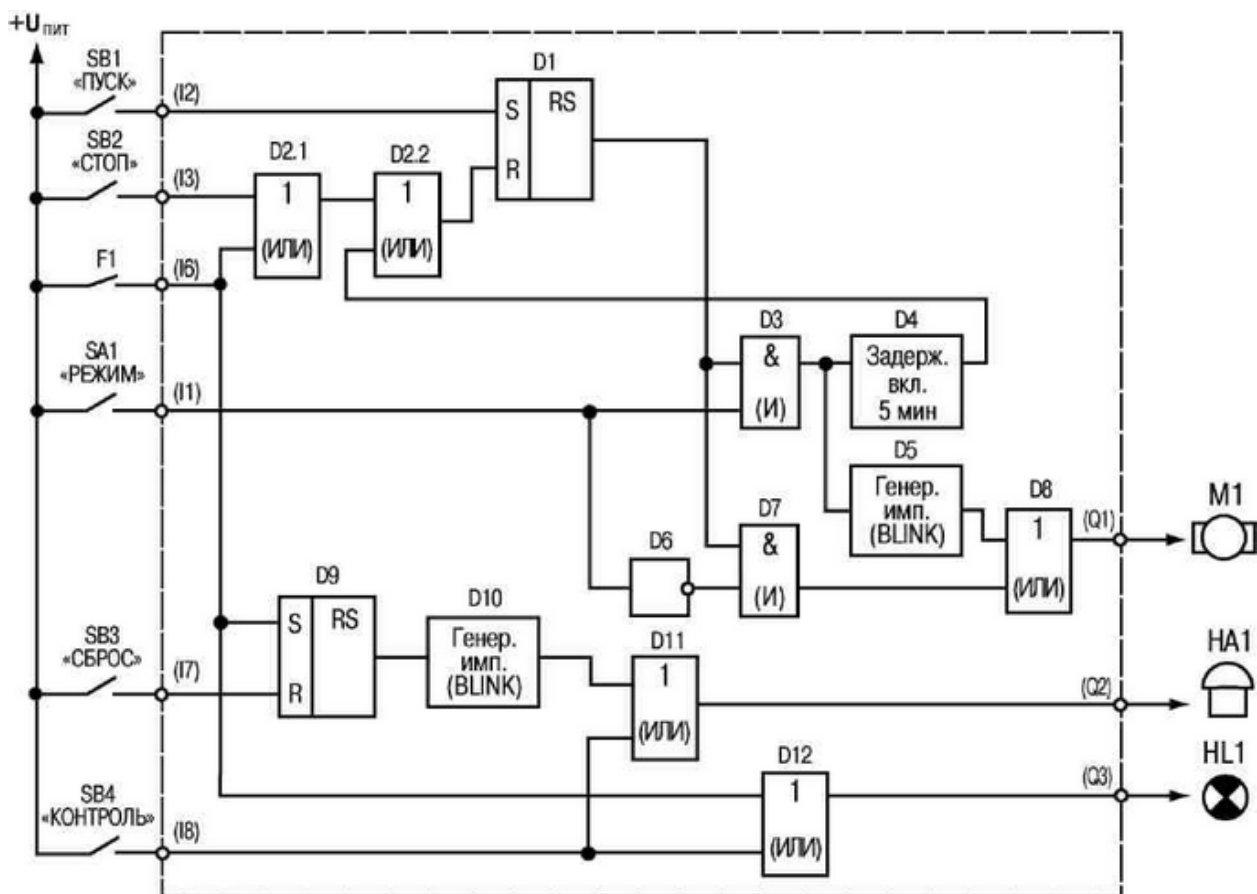 +Uпит
SB1
«ПУСК»
(I2)
SB2
«СТОП»
(I3)
F1
(I6)
SA1
«РЕЖИМ»
(I1)
SB3
«СБРОС»
(I7)
SB4
«КОНТРОЛЬ»
(I8)
D1
S
RS
R
D2.1
1
(ИЛИ)
D2.2
1
(ИЛИ)
D3
&
(И)
D4
Задерж.
вкл.
5 мин
D5
Генер.
имп.
(BLINK)
D6
D7
&
(И)
D8
1
(ИЛИ)
D9
S
RS
R
D10
Генер.
имп.
(BLINK)
D11
1
(ИЛИ)
D12
1
(ИЛИ)
(Q1)
M1
(Q2)
HA1
(Q3)
HL1